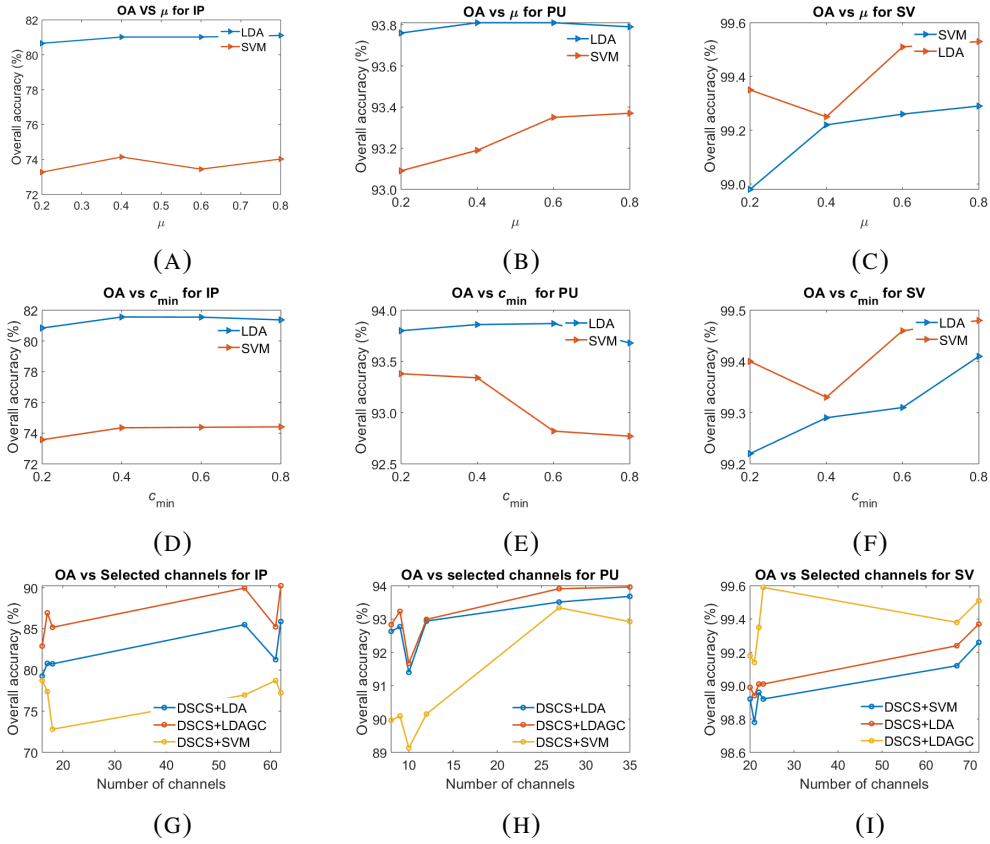 OA VS μ for IP
Overall accuracy (%)
82
80
78
76
74
72
0.2
0.3
0.4
0.5
0.6
0.7
0.8
μ
LDA
SVM
(A)
OA vs μ for PU
Overall accuracy (%)
93.8
93.6
93.4
93.2
93.0
0.2
0.4
0.6
0.8
μ
LDA
SVM
(B)
OA vs μ for SV
Overall accuracy (%)
99.6
99.4
99.2
99.0
0.2
0.4
0.6
0.8
μ
SVM
LDA
(C)
OA vs cmin for IP
Overall accuracy (%)
82
80
78
76
74
72
0.2
0.3
0.4
0.5
0.6
0.7
0.8
cmin
LDA
SVM
(D)
OA vs cmin for PU
Overall accuracy (%)
94.0
93.5
93.0
92.5
0.2
0.4
0.6
0.8
cmin
LDA
SVM
(E)
OA vs cmin for SV
Overall accuracy (%)
99.5
99.4
99.3
99.2
0.2
0.4
0.6
0.8
cmin
LDA
SVM
(F)
OA vs Selected channels for IP
Overall accuracy (%)
90
85
80
75
70
20
30
40
50
60
Number of channels
DSCS+LDA
DSCS+LDAGC
DSCS+SVM
(G)
OA vs selected channels for PU
Overall accuracy (%)
94
93
92
91
90
89
10
15
20
25
30
35
Number of channels
DSCS+LDA
DSCS+LDAGC
DSCS+SVM
(H)
OA vs Selected channels for SV
Overall accuracy (%)
99.6
99.4
99.2
99.0
98.8
98.6
20
30
40
50
60
70
Number of channels
DSCS+SVM
DSCS+LDA
DSCS+LDAGC
(I)